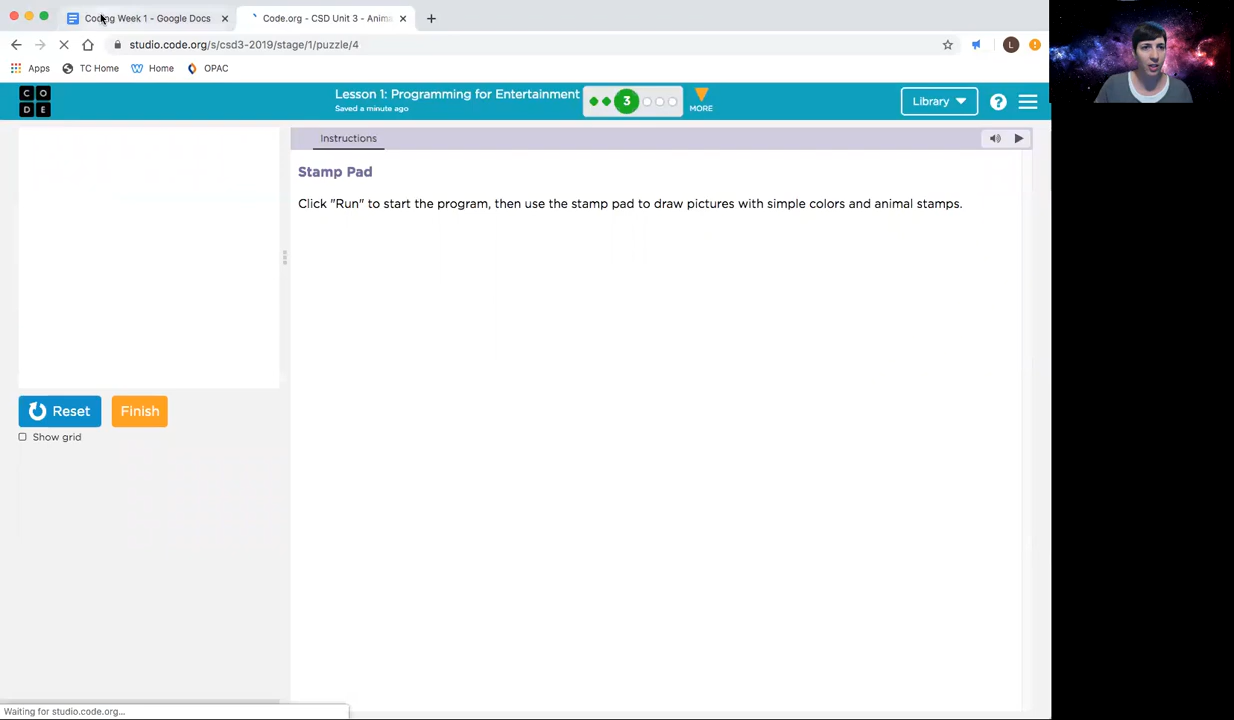 Coding Week 1 - Google Docs
Code.org - CSD Unit 3 - Anima
studio.code.org/s/csd3-2019/stage/1/puzzle/4
L
Apps
TC Home
Home
OPAC
C O
D E
Lesson 1: Programming for Entertainment
Saved a minute ago
3
MORE
Library
?
Instructions
Stamp Pad
Click "Run" to start the program, then use the stamp pad to draw pictures with simple colors and animal stamps.
Reset
Finish
Show grid
Waiting for studio.code.org...